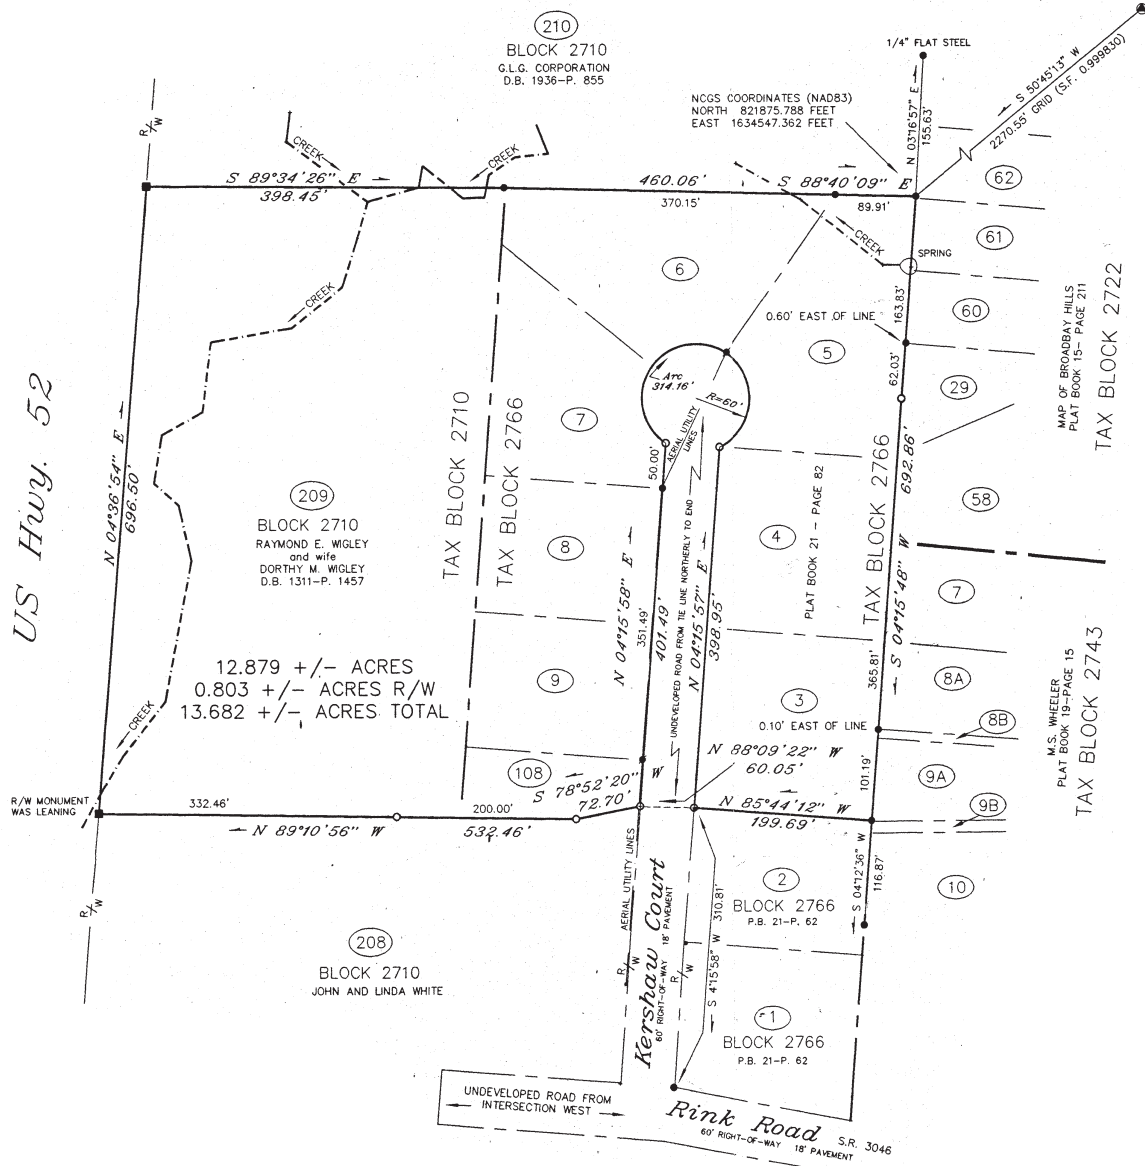 210
BLOCK 2710
G.L.G. CORPORATION
D.B. 1936-P. 855
1/4" FLAT STEEL
S 50°45'13" W
2270.55' GRID (S.F. 0.999830)
NCGS COORDINATES (NAD83)
NORTH 821875.788 FEET
EAST 1634547.362 FEET
N 03°16'57" E
155.63'
R/W
CREEK
CREEK
S 89°34'26" E
398.45'
460.06'
370.15'
S 88°40'09" E
89.91'
62
61
CREEK
SPRING
6
CREEK
163.83'
60
0.60' EAST OF LINE
5
62.03'
29
MAP OF BROADBAY HILLS
PLAT BOOK 15- PAGE 211
TAX BLOCK 2722
Arc
314.16'
R=60'
7
AERIAL UTILITY
LINES
50.00'
US Hwy. 52
N 04°36'54" E
696.50'
TAX BLOCK 2710
TAX BLOCK 2766
209
BLOCK 2710
RAYMOND E. WIGLEY
and wife
DORTHY M. WIGLEY
D.B. 1311-P. 1457
8
4
PLAT BOOK 21 - PAGE 82
TAX BLOCK 2766
692.86'
58
7
S 04°15'48" W
365.81'
N 04°15'58" E
351.49'
401.49'
UNDEVELOPED ROAD FROM TIE LINE NORTHERLY TO END
N 04°15'57" E
398.95'
12.879 +/- ACRES
0.803 +/- ACRES R/W
13.682 +/- ACRES TOTAL
9
3
0.10' EAST OF LINE
8A
8B
9A
9B
M.S. WHEELER
PLAT BOOK 19-PAGE 15
TAX BLOCK 2743
CREEK
108
S 78°52'20" W
72.70'
N 88°09'22" W
60.05'
101.19'
R/W MONUMENT
WAS LEANING
332.46'
200.00'
N 89°10'56" W
532.46'
N 85°44'12" W
199.69'
R/W
AERIAL UTILITY LINES
S 04°12'36" W
116.87'
10
2
BLOCK 2766
P.B. 21-P. 62
208
BLOCK 2710
JOHN AND LINDA WHITE
Kershaw Court
60' RIGHT-OF-WAY 18' PAVEMENT
R/W
R/W
S 4°15'58" W 310.81'
1
BLOCK 2766
P.B. 21-P. 62
UNDEVELOPED ROAD FROM
INTERSECTION WEST
Rink Road S.R. 3046
60' RIGHT-OF-WAY 18' PAVEMENT